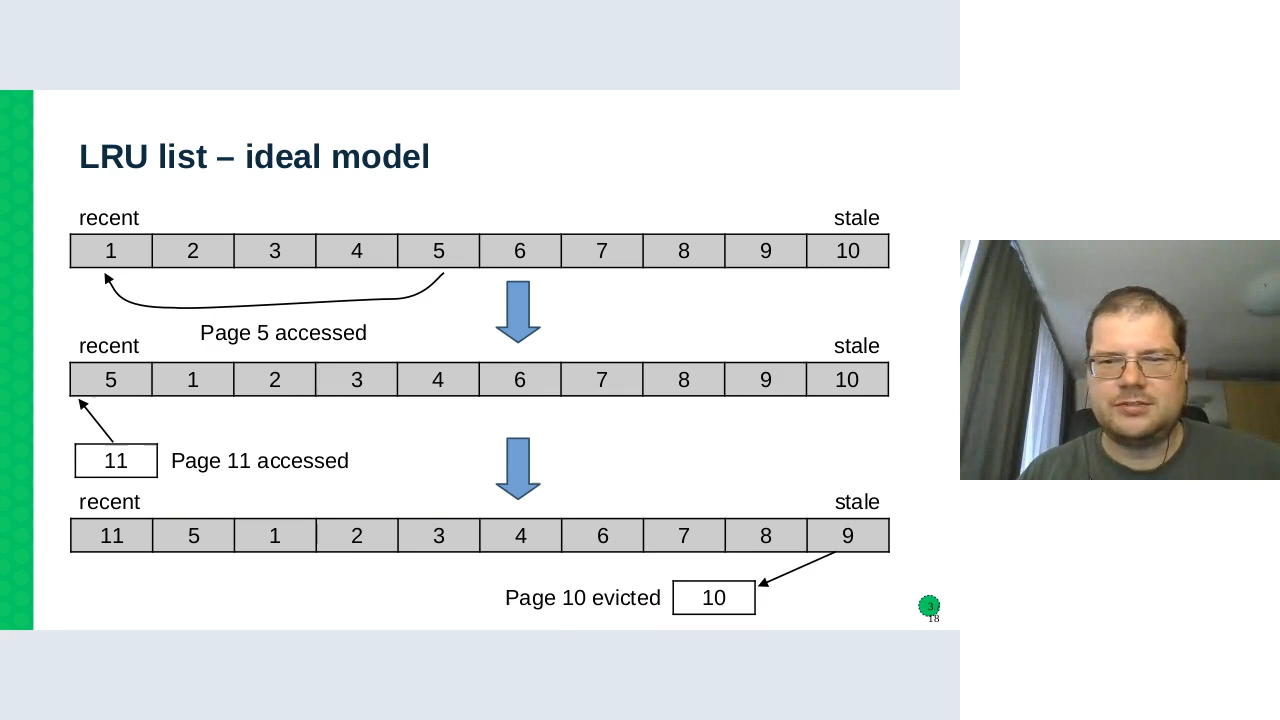 LRU list – ideal model
recent stale
1 2 3 4 5 6 7 8 9 10
Page 5 accessed
recent stale
5 1 2 3 4 6 7 8 9 10
11 Page 11 accessed
recent stale
11 5 1 2 3 4 6 7 8 9
Page 10 evicted 10
3
18